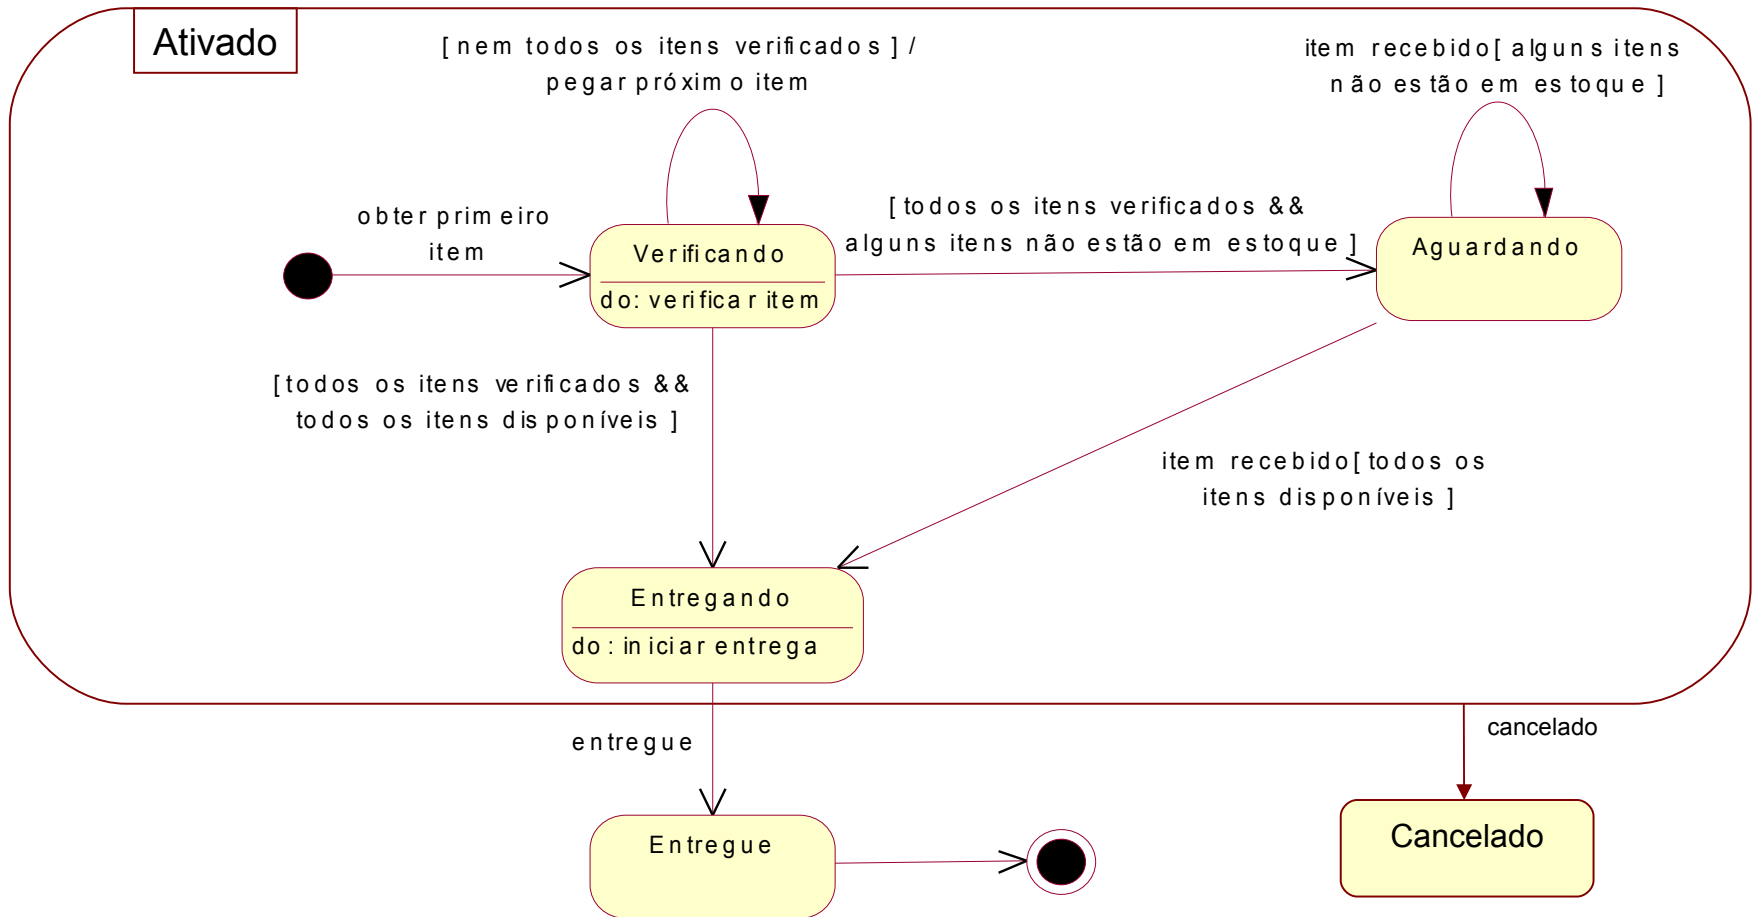 Ativado
[nem todos os itens verificados] /
pegar próximo item
item recebido[ alguns itens
não estão em estoque ]
obter primeiro
item
[ todos os itens verificados &&
alguns itens não estão em estoque ]
Verificando
do: verificar item
Aguardando
[ todos os itens verificados &&
todos os itens disponíveis ]
item recebido[ todos os
itens disponíveis ]
Entregando
do: iniciar entrega
entregue
cancelado
Entregue
Cancelado